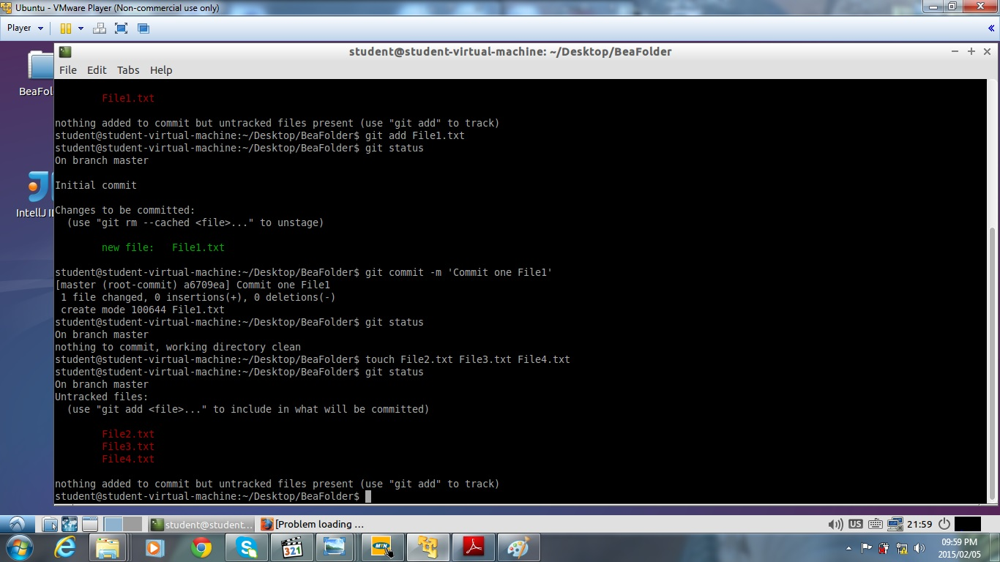 Ubuntu - VMware Player (Non-commercial use only)
Player
student@student-virtual-machine: ~/Desktop/BeaFolder
File Edit Tabs Help
BeaFol
IntellJ I
File1.txt
nothing added to commit but untracked files present (use "git add" to track)
student@student-virtual-machine:~/Desktop/BeaFolder$ git add File1.txt
student@student-virtual-machine:~/Desktop/BeaFolder$ git status
On branch master
Initial commit
Changes to be committed:
(use "git rm --cached <file>..." to unstage)
new file: File1.txt
student@student-virtual-machine:~/Desktop/BeaFolder$ git commit -m 'Commit one File1'
[master (root-commit) a6709ea] Commit one File1
1 file changed, 0 insertions(+), 0 deletions(-)
create mode 100644 File1.txt
student@student-virtual-machine:~/Desktop/BeaFolder$ git status
On branch master
nothing to commit, working directory clean
student@student-virtual-machine:~/Desktop/BeaFolder$ touch File2.txt File3.txt File4.txt
student@student-virtual-machine:~/Desktop/BeaFolder$ git status
On branch master
Untracked files:
(use "git add <file>..." to include in what will be committed)
File2.txt
File3.txt
File4.txt
nothing added to commit but untracked files present (use "git add" to track)
student@student-virtual-machine:~/Desktop/BeaFolder$
student@student... [Problem loading ... US 21:59
321 MTN 09:59 PM
2015/02/05